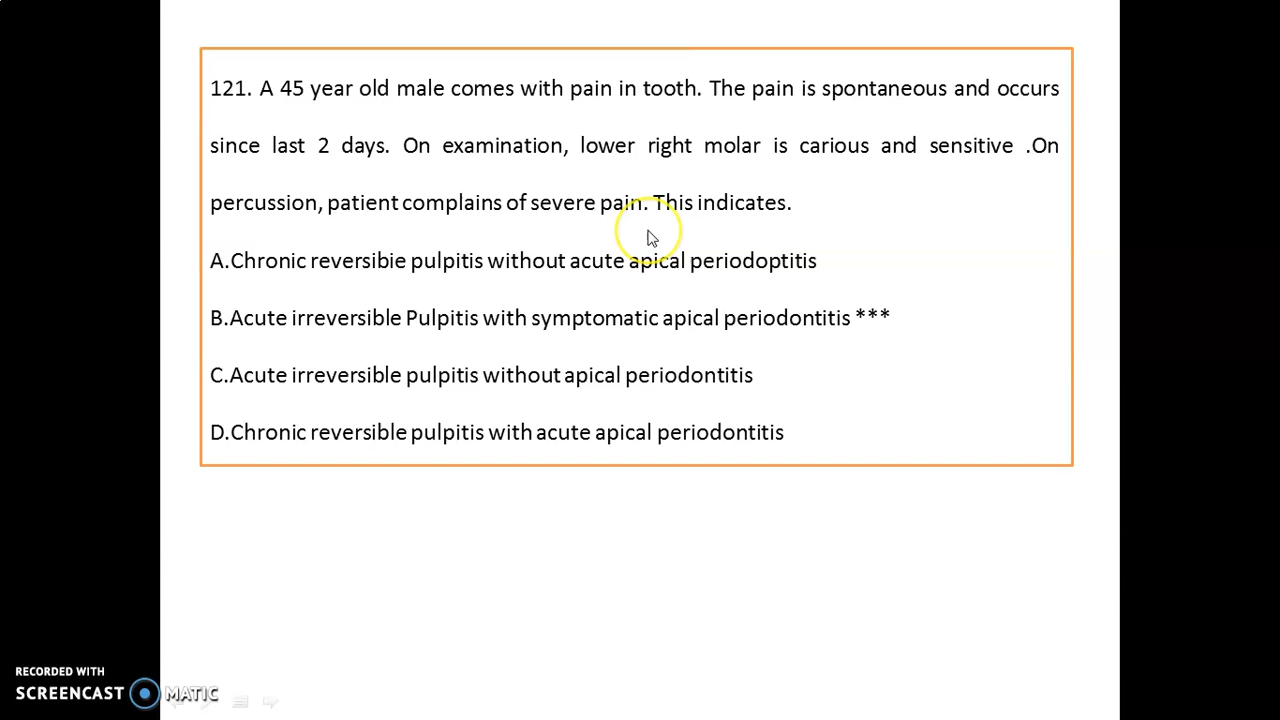 121. A 45 year old male comes with pain in tooth. The pain is spontaneous and occurs
since last 2 days. On examination, lower right molar is carious and sensitive .On
percussion, patient complains of severe pain. This indicates.
A.Chronic reversibie pulpitis without acute apical periodoptitis
B.Acute irreversible Pulpitis with symptomatic apical periodontitis ***
C.Acute irreversible pulpitis without apical periodontitis
D.Chronic reversible pulpitis with acute apical periodontitis
RECORDED WITH
SCREENCAST MATIC